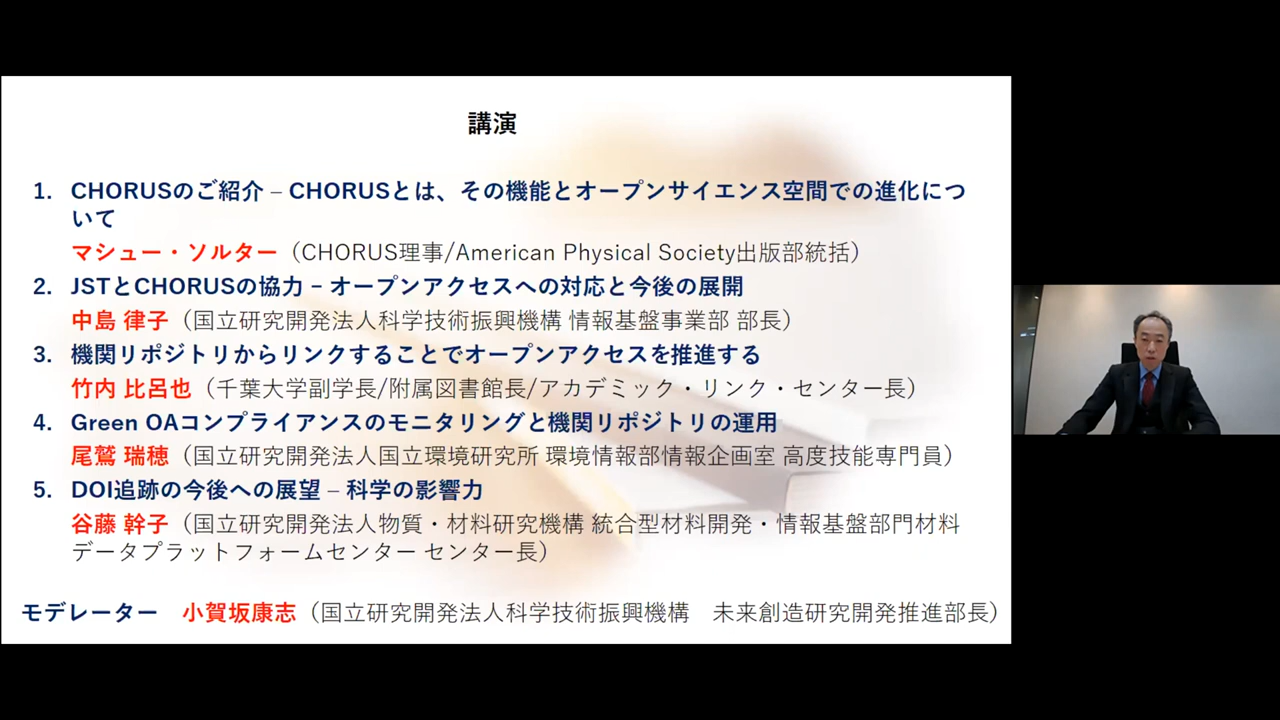 講演
1. CHORUSのご紹介 – CHORUSとは、その機能とオープンサイエンス空間での進化につ
いて
マシュー・ソルター（CHORUS理事/American Physical Society出版部統括）
2. JSTとCHORUSの協力 – オープンアクセスへの対応と今後の展開
中島 律子（国立研究開発法人科学技術振興機構 情報基盤事業部 部長）
3. 機関リポジトリからリンクすることでオープンアクセスを推進する
竹内 比呂也（千葉大学副学長/附属図書館長/アカデミック・リンク・センター長）
4. Green OAコンプライアンスのモニタリングと機関リポジトリの運用
尾鷲 瑞穂（国立研究開発法人国立環境研究所 環境情報部情報企画室 高度技能専門員）
5. DOI追跡の今後への展望 – 科学の影響力
谷藤 幹子（国立研究開発法人物質・材料研究機構 統合型材料開発・情報基盤部門材料
データプラットフォームセンター センター長）
モデレーター　小賀坂康志（国立研究開発法人科学技術振興機構　未来創造研究開発推進部長）